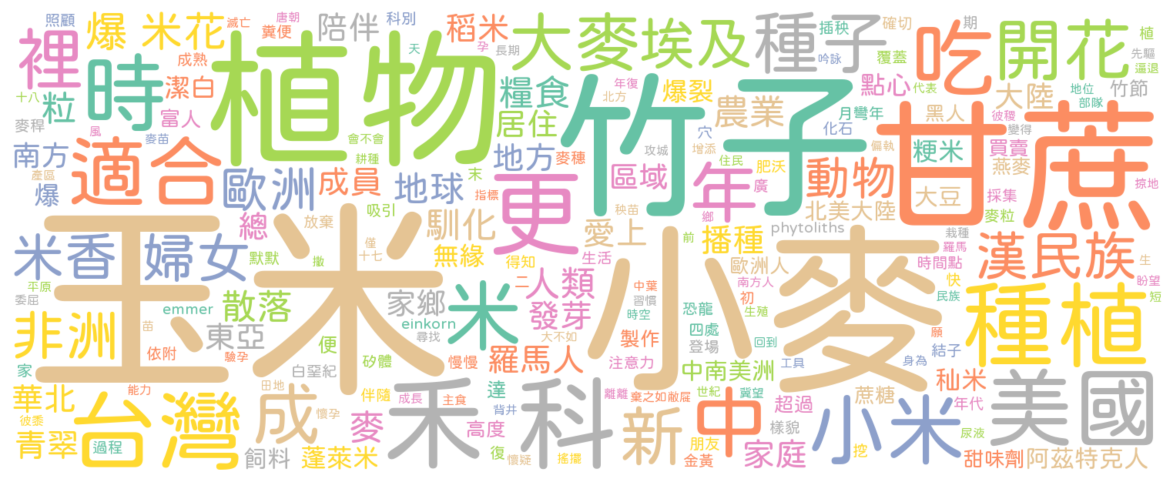 照顧
滅亡
唐朝
科別
糞便
陪伴
稻米
大麥
埃及
種子
插秧
確切
期
植
裡
爆
米花
成熟
潔白
粒
富人
時
植物
天
孕
長期
吟詠
覆蓋
吃
開花
先驅
溫退
十八
麥稈
風
麥苗
糧食
年復
北方
爆裂
農業
點心
代表
大陸
地位
部隊
竹節
居住
竹子
月彎年
化石
黑人
彼稷
變得
甘蔗
南方
產區
爆
適合
會不會
耕種
末
歐洲
成員
指標
地球
地方
麥穗
穴
攻城
增添
住民
肥沃
偏執
區域
年
廣
動物
粳米
買賣
燕麥
採集
掠地
麥粒
大豆
北美大陸
吸引
放棄
總
更
秧苗
愛上
鄉
播種
phytoliths
栽種
羅馬
漢民族
米香
婦女
默默
僅
十七
撤
馴化
無緣
得知
生活
前
歐洲人
南方人
時間點
快
生
盼望
平原
委屈
玉米
emmer
散落
家鄉
einkorn
尋找
米
二
人類
發芽
小麥
中葉
習慣
時空
恐龍
初
生殖
民族
短
種植
非洲
苗
東亞
驗孕
依附
便
矽體
慢慢
大不如
羅馬人
製作
注意力
四處
登場
回到
工具
中南美洲
身為
願
結子
家
白堊紀
華北
能力
田地
懷孕
伴隨
成長
主食
達
背井
離離
世紀
棄之如敝屣
冀望
蔗糖
超過
年代
秈米
美國
青翠
過程
台灣
成
飼料
麥
蓬萊米
禾科
高度
復
懷疑
搖擺
新
朋友
金黃
中
家庭
樣貌
小米
挖
尿液
甜味劑
阿茲特克人